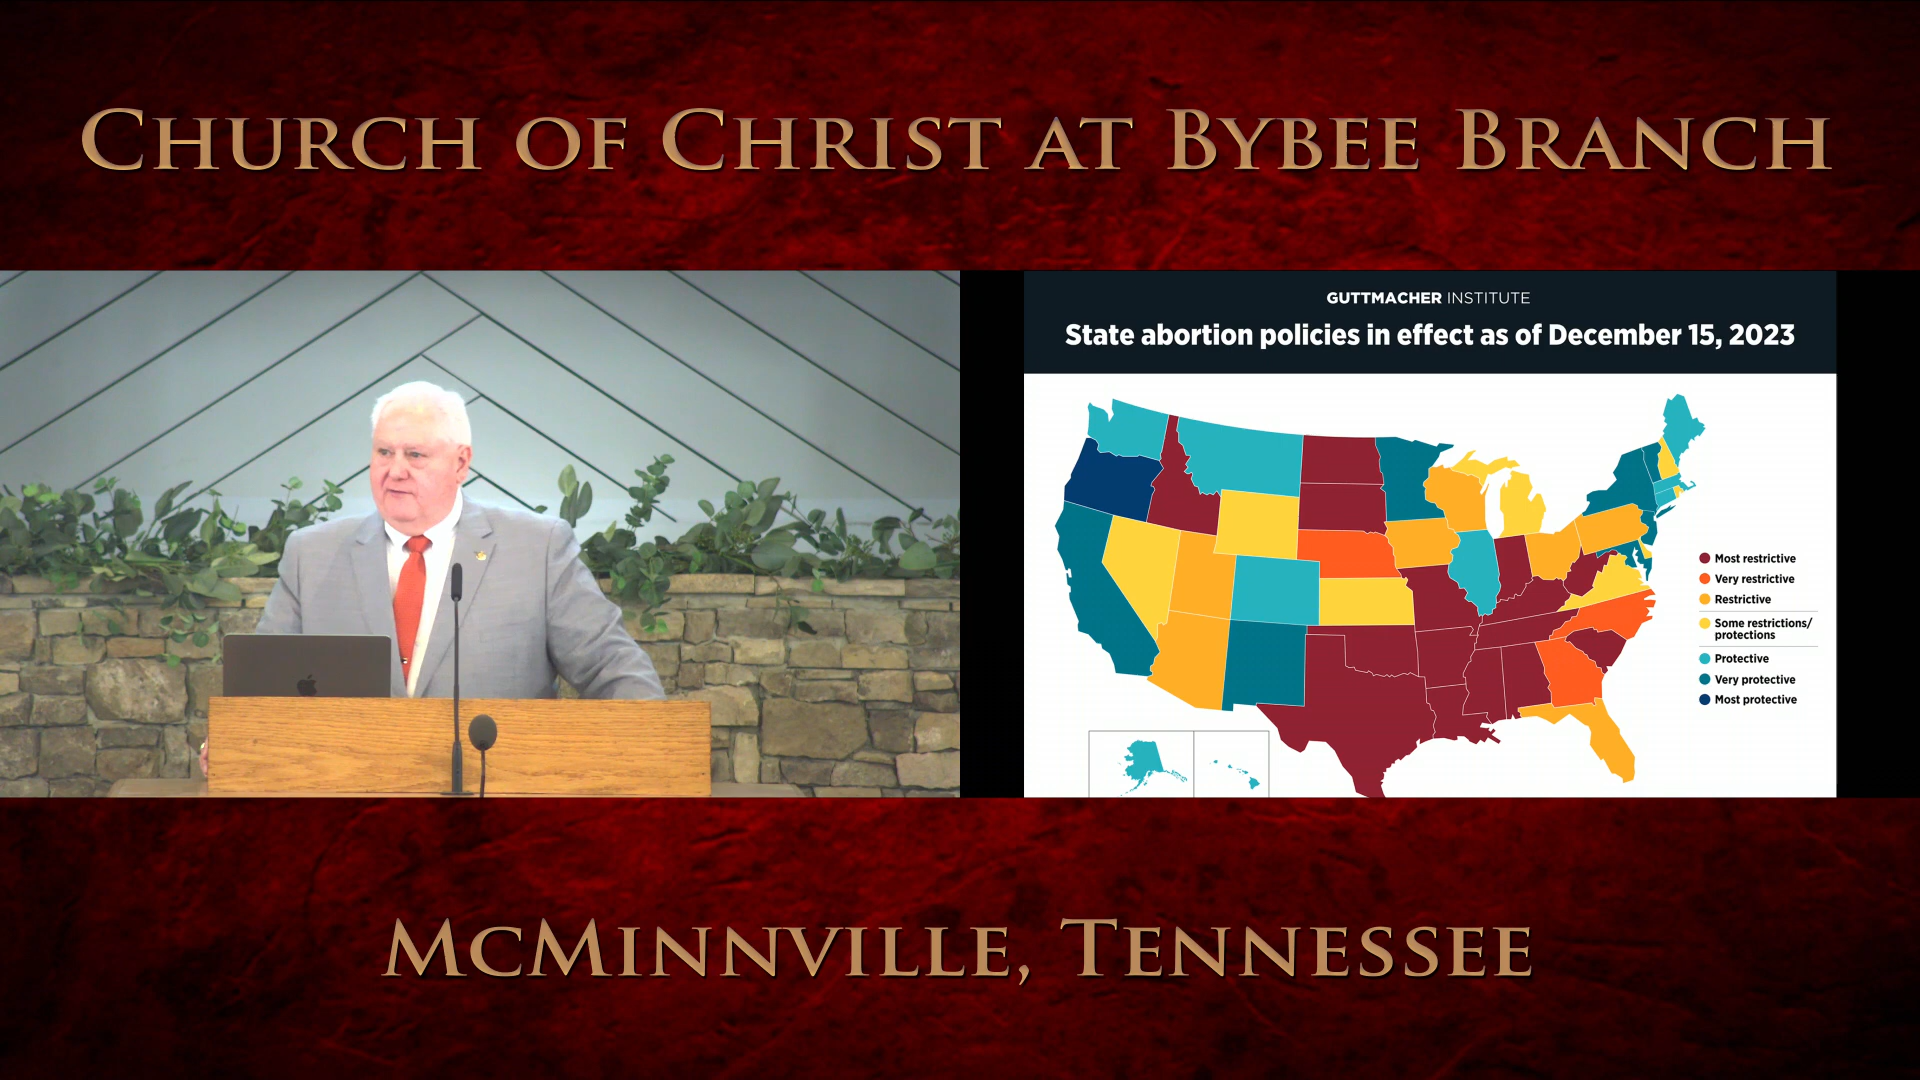 CHURCH OF CHRIST AT BYBEE BRANCH
GUTTMACHER INSTITUTE
State abortion policies in effect as of December 15, 2023
Most restrictive
Very restrictive
Restrictive
Some restrictions/
protections
Protective
Very protective
Most protective
MCMINNVILLE, TENNESSEE